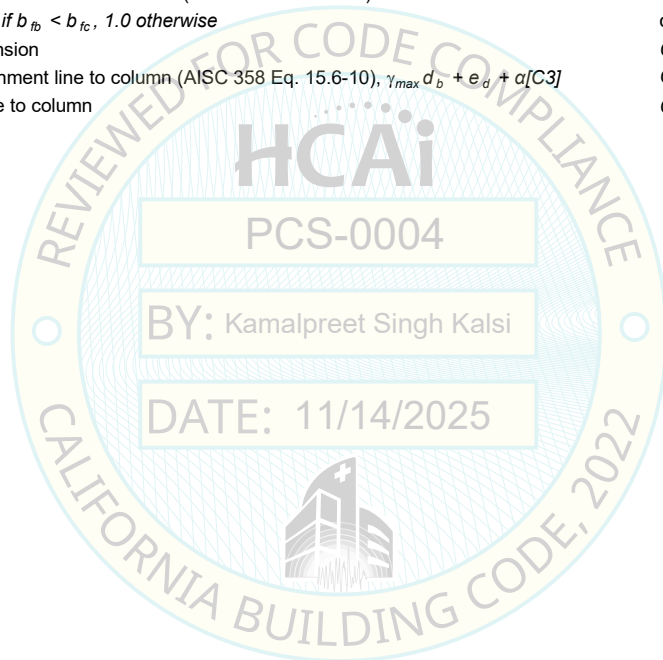 if b fb < b fc, 1.0 otherwise
nment line to column (AISC 358 Eq. 15.6-10), γmax d b + e d + α[C3]
e to column
REVIEWED FOR CODE COMPLIANCE
HCAi
PCS-0004
BY: Kamalpreet Singh Kalsi
DATE: 11/14/2025
CALIFORNIA BUILDING CODE, 2022